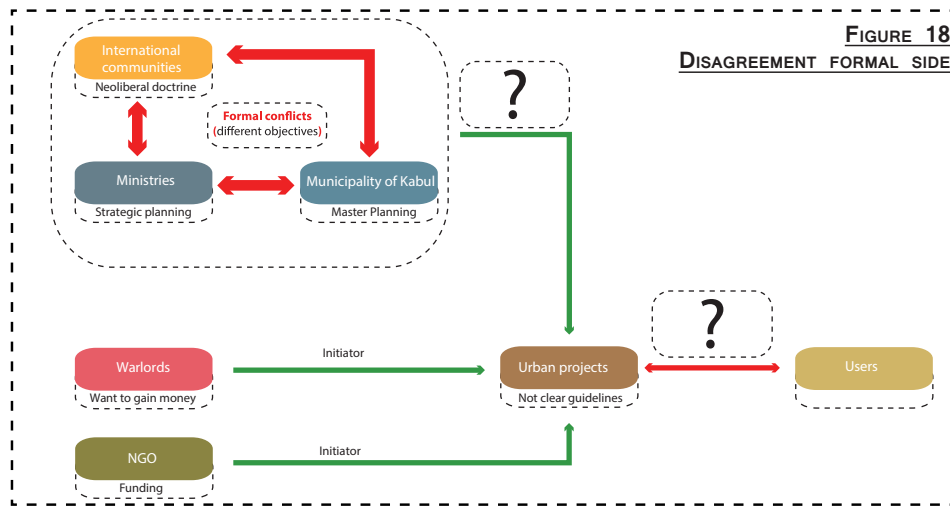 FIGURE 18
DISAGREEMENT FORMAL SIDE
International
communities
Neoliberal doctrine
Formal conflicts
(different objectives)
Ministries
Strategic planning
Municipality of Kabul
Master Planning
?
?
Warlords
Want to gain money
Initiator
Urban projects
Not clear guidelines
Users
NGO
Funding
Initiator